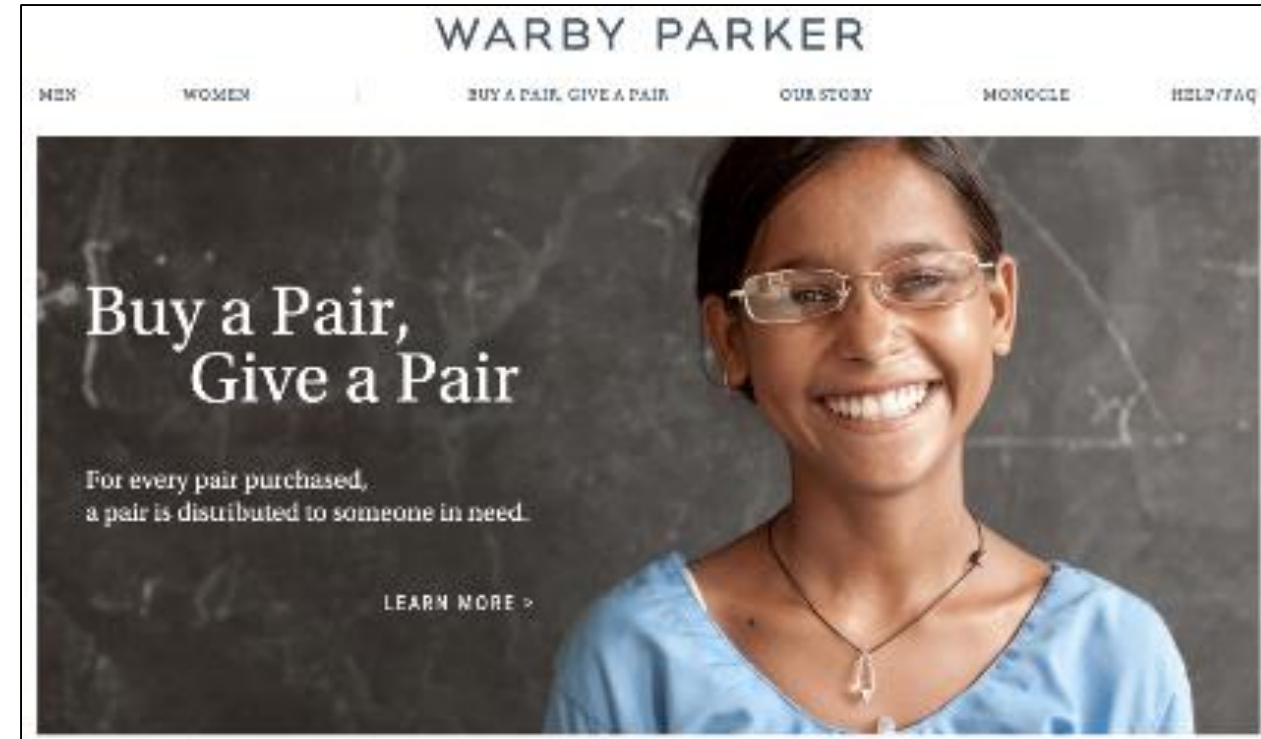 WARBY PARKER
MEN WOMEN BUY A PAIR, GIVE A PAIR OUR STORY MONOCLE HELP/FAQ
Buy a Pair,
Give a Pair
For every pair purchased,
a pair is distributed to someone in need.
LEARN MORE >